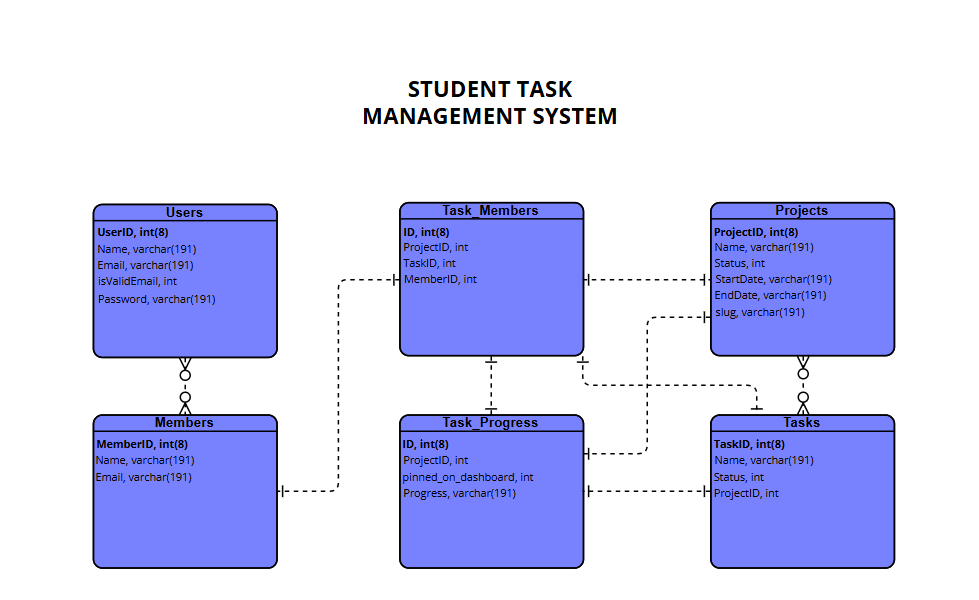 STUDENT TASK
MANAGEMENT SYSTEM
Users
UserID, int(8)
Name, varchar(191)
Email, varchar(191)
isValidEmail, int
Password, varchar(191)
Task_Members
ID, int(8)
ProjectID, int
TaskID, int
MemberID, int
Projects
ProjectID, int(8)
Name, varchar(191)
Status, int
StartDate, varchar(191)
EndDate, varchar(191)
slug, varchar(191)
Members
MemberID, int(8)
Name, varchar(191)
Email, varchar(191)
Task_Progress
ID, int(8)
ProjectID, int
pinned_on_dashboard, int
Progress, varchar(191)
Tasks
TaskID, int(8)
Name, varchar(191)
Status, int
ProjectID, int